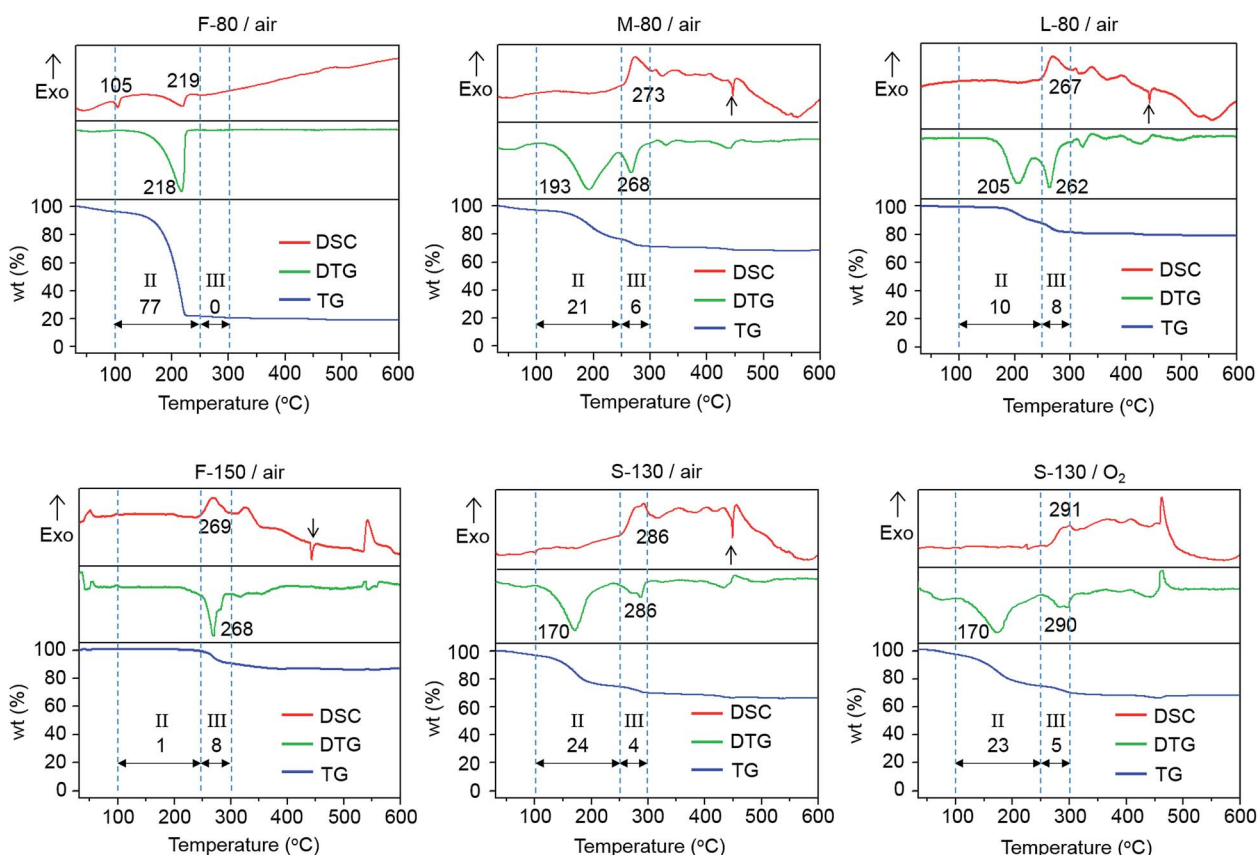 F-80 / air
↑
Exo
105
219
218
wt (%)
100
80
60
40
20
0
DSC
DTG
TG
II
77
III
0
100 200 300 400 500 600
Temperature (°C)
M-80 / air
↑
Exo
273
↑
193
268
wt (%)
100
80
60
40
20
0
DSC
DTG
TG
II
21
III
6
100 200 300 400 500 600
Temperature (°C)
L-80 / air
↑
Exo
267
↑
205
262
wt (%)
100
80
60
40
20
0
DSC
DTG
TG
II
10
III
8
100 200 300 400 500 600
Temperature (°C)
F-150 / air
↑
Exo
269
↓
268
wt (%)
100
80
60
40
20
0
DSC
DTG
TG
II
1
III
8
100 200 300 400 500 600
Temperature (°C)
S-130 / air
↑
Exo
286
↑
170
286
wt (%)
100
80
60
40
20
0
DSC
DTG
TG
II
24
III
4
100 200 300 400 500 600
Temperature (°C)
S-130 / O₂
↑
Exo
291
170
290
wt (%)
100
80
60
40
20
0
DSC
DTG
TG
II
23
III
5
100 200 300 400 500 600
Temperature (°C)